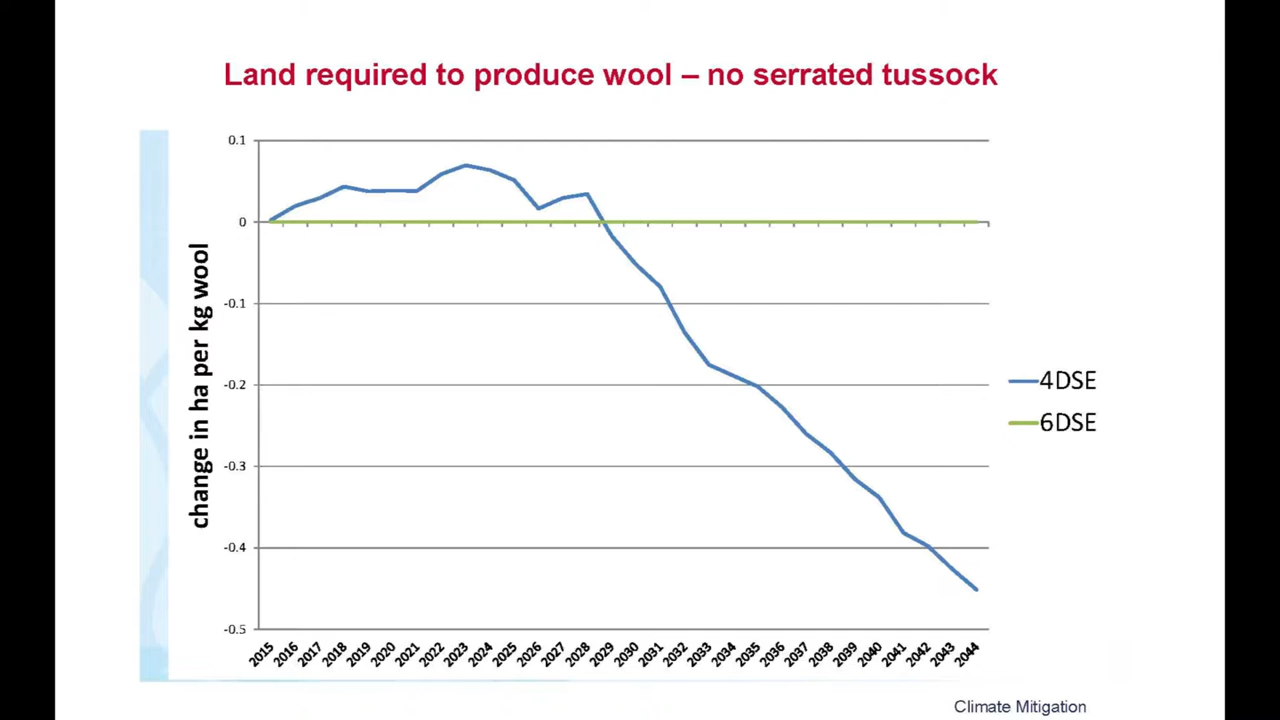 Land required to produce wool – no serrated tussock
0.1
0
-0.1
-0.2
-0.3
-0.4
-0.5
change in ha per kg wool
2015 2016 2017 2018 2019 2020 2021 2022 2023 2024 2025 2026 2027 2028 2029 2030 2031 2032 2033 2034 2035 2036 2037 2038 2039 2040 2041 2042 2043 2044
4DSE
6DSE
Climate Mitigation